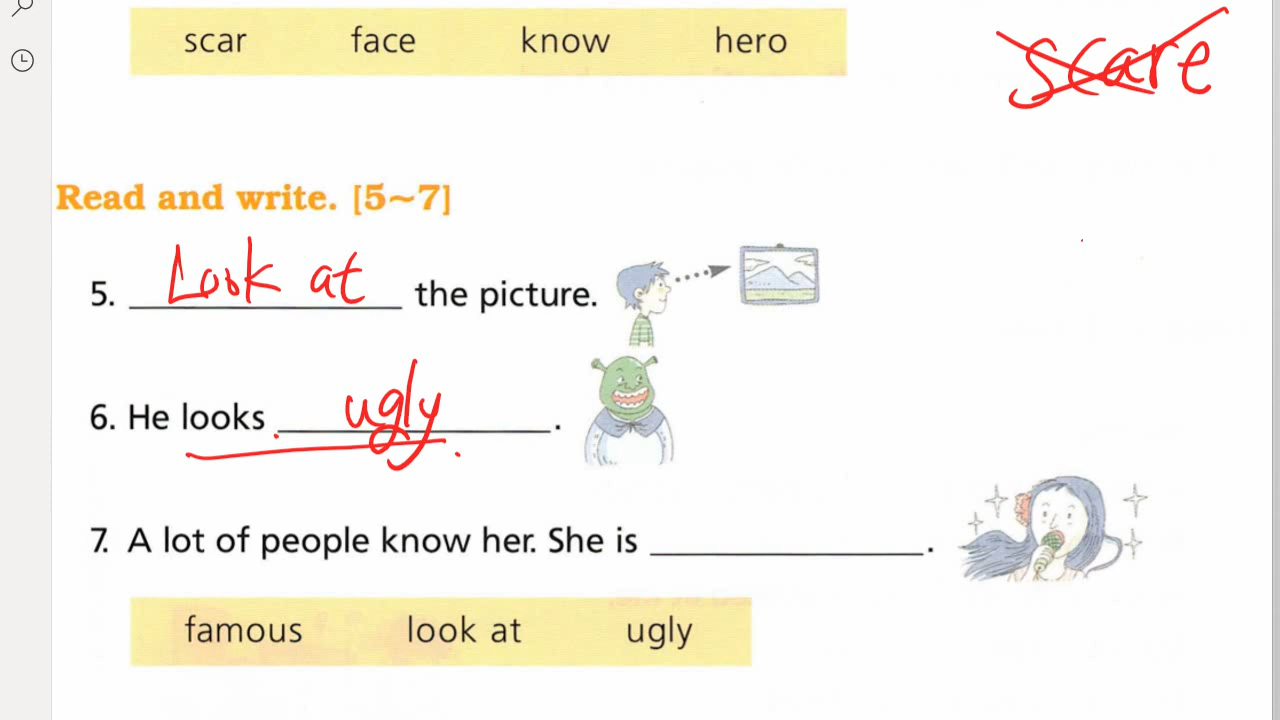 scar face know hero
scare
Read and write. [5~7]
5. Look at the picture.
6. He looks ugly.
7. A lot of people know her. She is ____________.
famous look at ugly